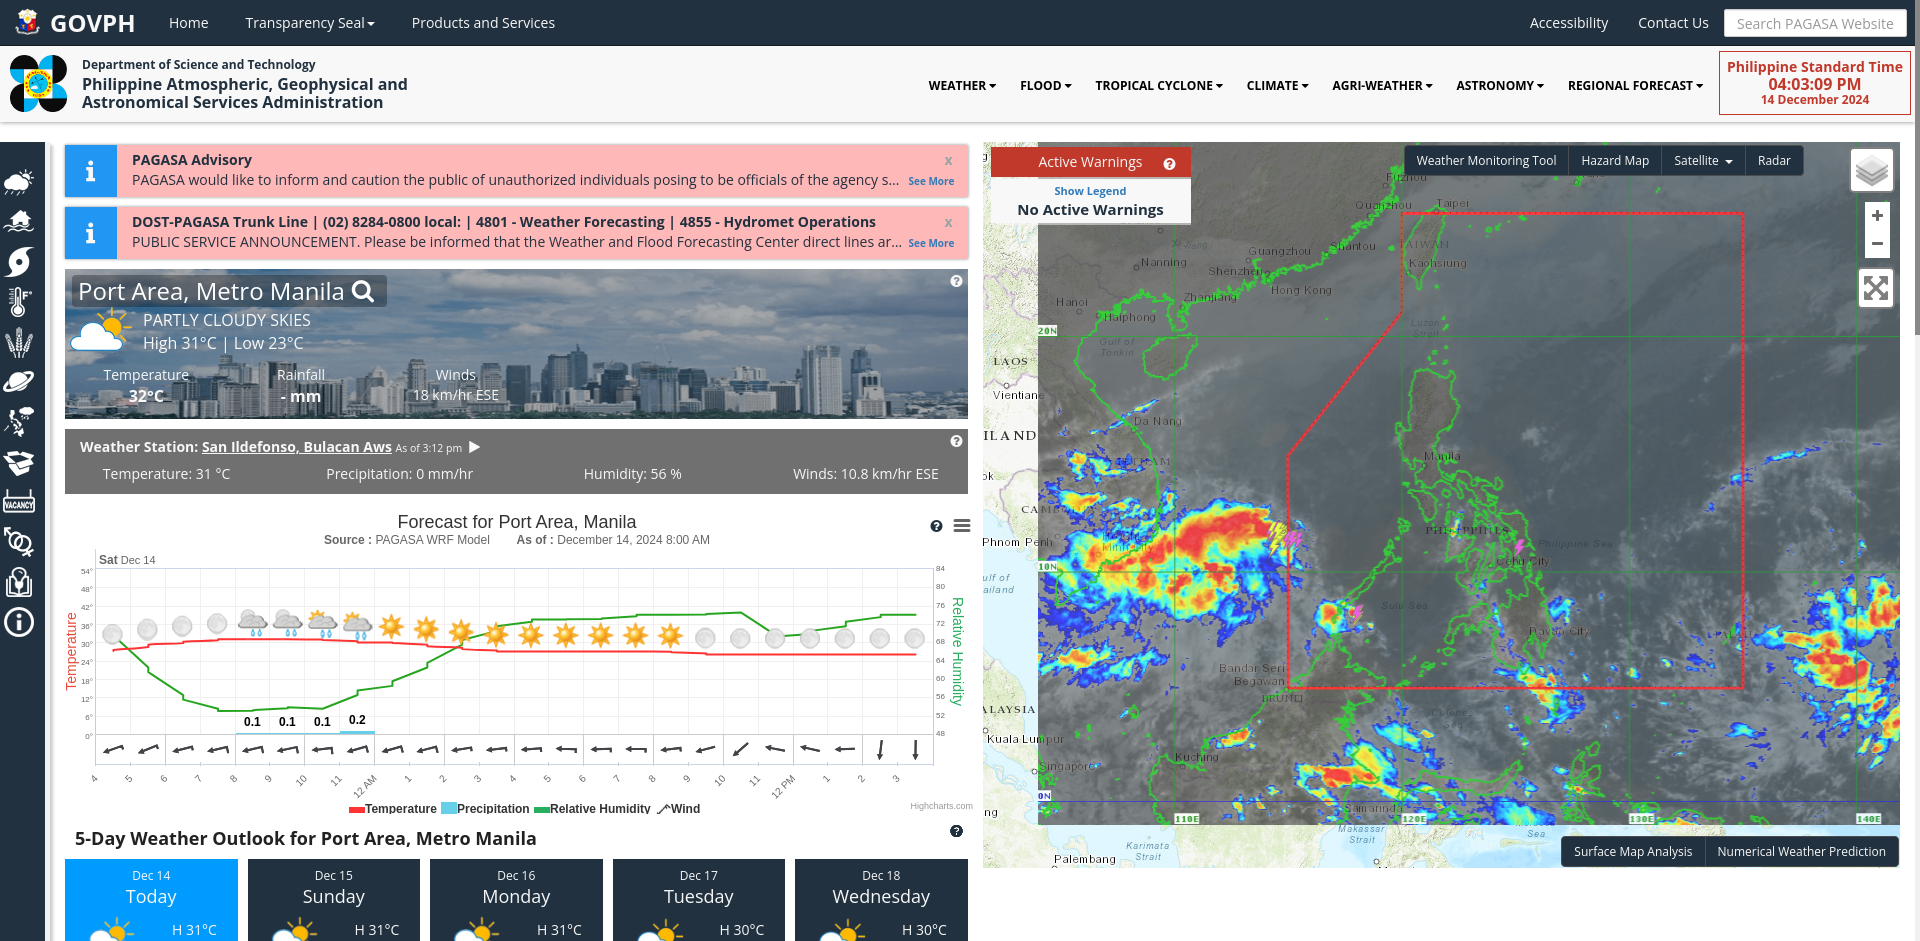 GOVPH
Home
Transparency Seal
Products and Services
Accessibility
Contact Us
Search PAGASA Website
Department of Science and Technology
Philippine Atmospheric, Geophysical and
Astronomical Services Administration
WEATHER
FLOOD
TROPICAL CYCLONE
CLIMATE
AGRI-WEATHER
ASTRONOMY
REGIONAL FORECAST
Philippine Standard Time
04:03:09 PM
14 December 2024
VACANCY
PAGASA Advisory
x
PAGASA would like to inform and caution the public of unauthorized individuals posing to be officials of the agency s... See More
DOST-PAGASA Trunk Line | (02) 8284-0800 local: | 4801 - Weather Forecasting | 4855 - Hydromet Operations
x
PUBLIC SERVICE ANNOUNCEMENT. Please be informed that the Weather and Flood Forecasting Center direct lines ar... See More
Port Area, Metro Manila
PARTLY CLOUDY SKIES
High 31°C | Low 23°C
Temperature Rainfall Winds
32°C - mm 18 km/hr ESE
Weather Station: San Ildefonso, Bulacan Aws As of 3:12 pm
Temperature: 31 °C Precipitation: 0 mm/hr Humidity: 56 % Winds: 10.8 km/hr ESE
Forecast for Port Area, Manila
Source : PAGASA WRF Model As of : December 14, 2024 8:00 AM
Sat Dec 14
54° 84
48° 80
42° 76
36° 72
30° 68
24° 64
18° 60
12° 56
6° 52
0° 48
Temperature
Relative Humidity
0.1 0.1 0.1 0.2
4 5 6 7 8 9 10 11 12 AM 1 2 3 4 5 6 7 8 9 10 11 12 PM 1 2 3
Temperature Precipitation Relative Humidity Wind
Highcharts.com
5-Day Weather Outlook for Port Area, Metro Manila
Dec 14
Today
H 31°C
Dec 15
Sunday
H 31°C
Dec 16
Monday
H 31°C
Dec 17
Tuesday
H 30°C
Dec 18
Wednesday
H 30°C
Active Warnings
Show Legend
No Active Warnings
Weather Monitoring Tool
Hazard Map
Satellite
Radar
+
−
Fuzhou
Quanzhou
Taipei
Guangzhou
Shantou
TAIWAN
Nanning
Shenzhen
Kaohsiung
Hong Kong
Zhanjiang
Hanoi
Haiphong
Luzon
Strait
20N
Gulf of
Tonkin
LAOS
Vientiane
Da Nang
ILAND
Manila
VIETNAM
ok
CAMBODIA
PHILIPPINES
Phnom Penh
Philippine Sea
Cebu City
10N
ulf of
ailand
Sulu Sea
Davao City
Bandar Seri
Begawan
BRUNEI
ALAYSIA
Kuala Lumpur
Kuching
Singapore
0N
Samarinda
110E
120E
130E
140E
ng
Makassar
Strait
Sea
Karimata
Strait
Palembang
Surface Map Analysis
Numerical Weather Prediction